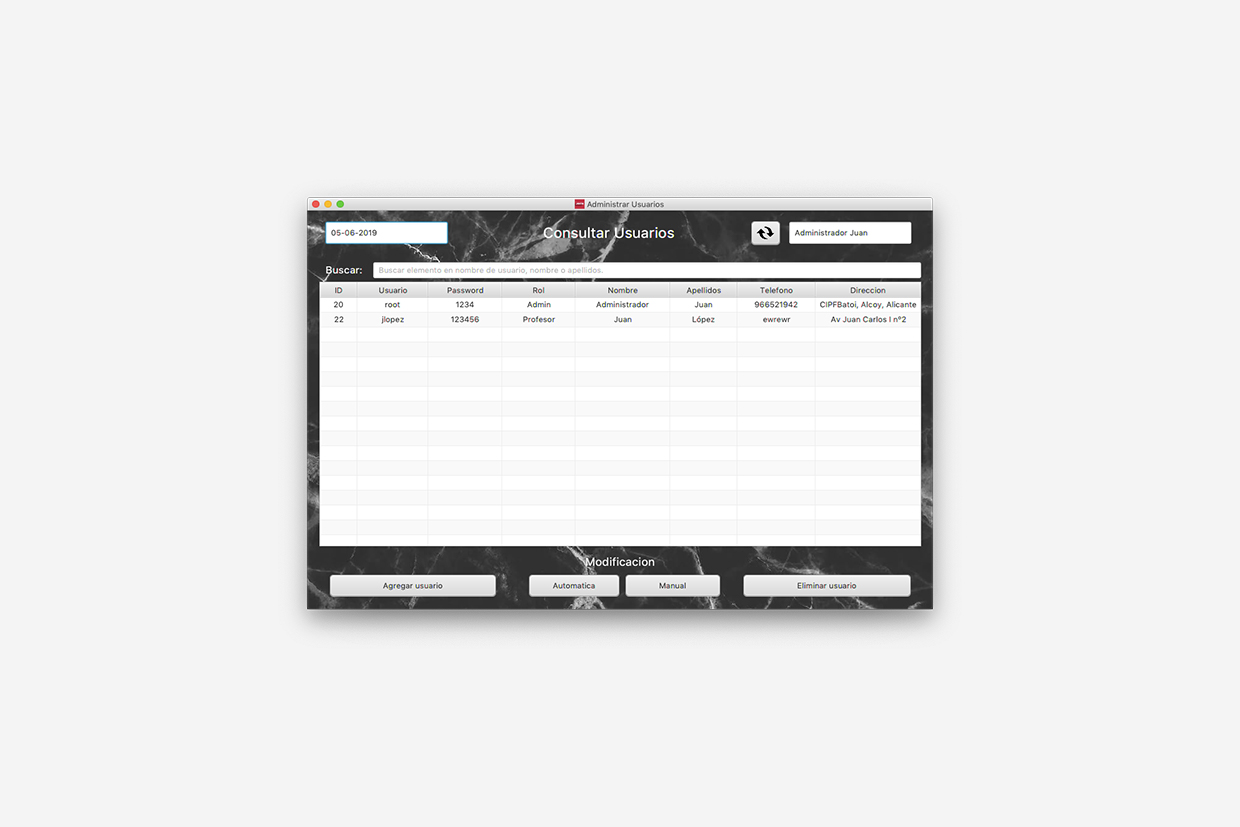 Administrar Usuarios
05-06-2019
Consultar Usuarios
Administrador Juan
Buscar:
Buscar elemento en nombre de usuario, nombre o apellidos.
ID Usuario Password Rol Nombre Apellidos Telefono Direccion
20 root 1234 Admin Administrador Juan 966521942 CIPFBatoi, Alcoy, Alicante
22 jlopez 123456 Profesor Juan López ewrewr Av Juan Carlos I nº2
Modificacion
Agregar usuario
Automatica
Manual
Eliminar usuario